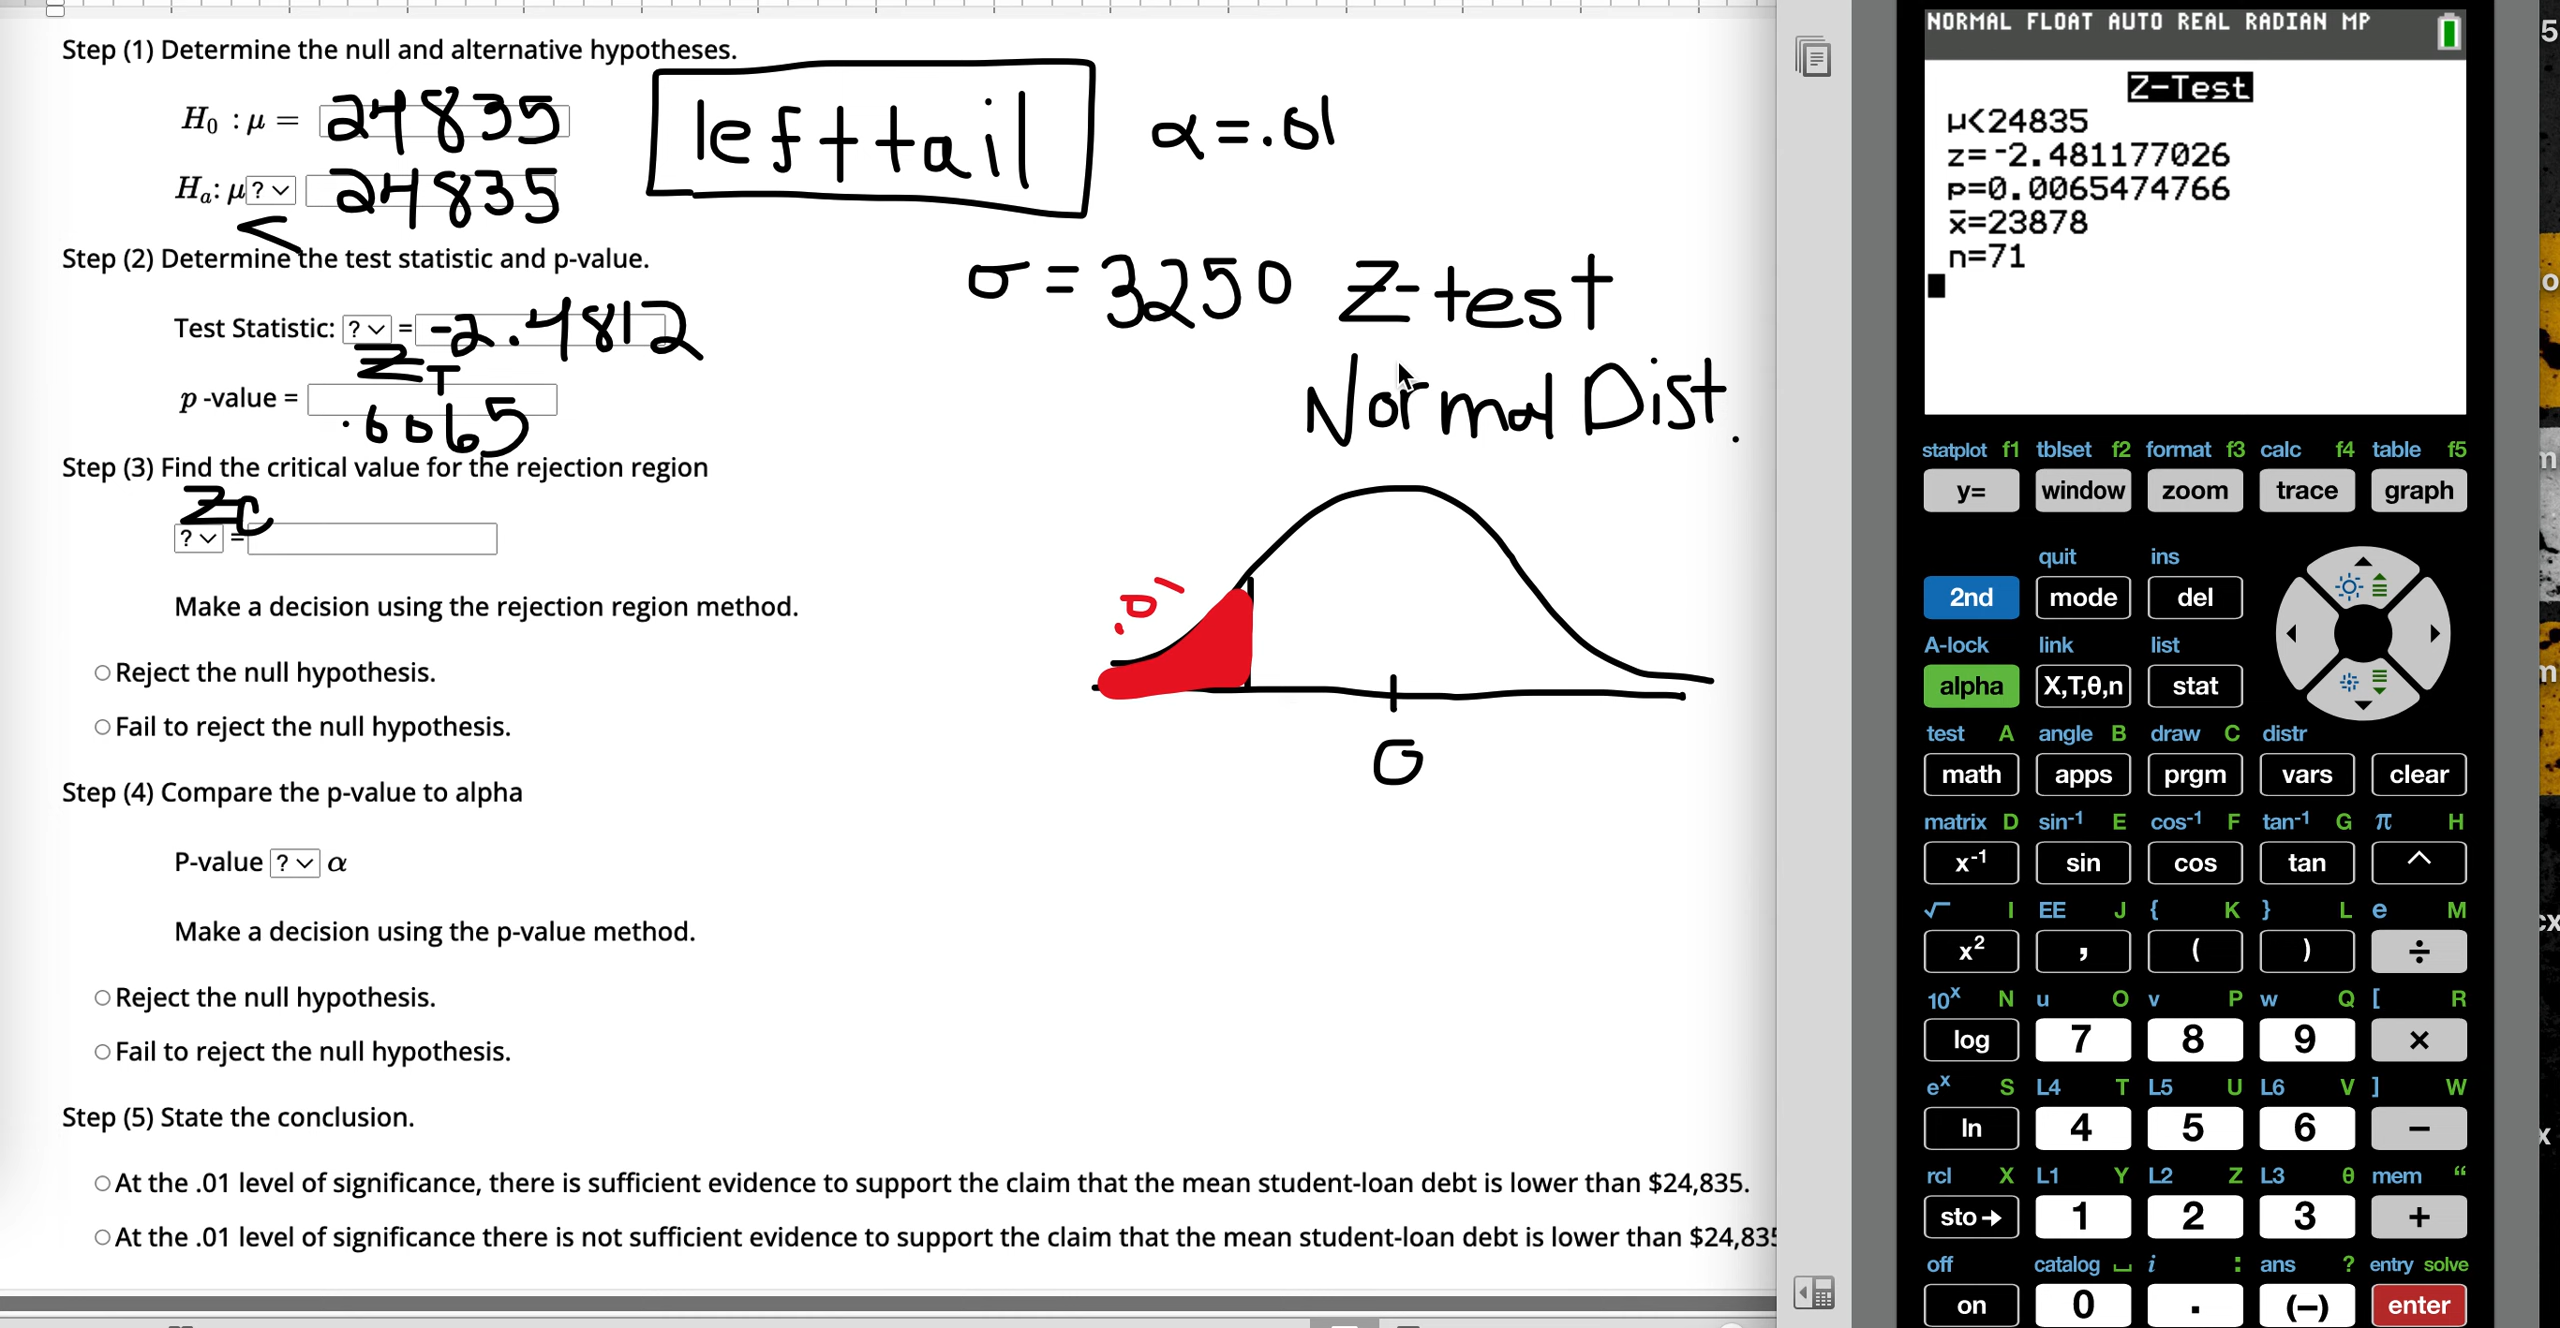 Step (1) Determine the null and alternative hypotheses.
H₀ : μ = 24835
Hₐ: μ ? 24835
<
left tail
α = .01
Step (2) Determine the test statistic and p-value.
Test Statistic: ? = -2.4812
Z T
p -value =
.0065
σ = 3250 Z-test
Normal Dist.
Step (3) Find the critical value for the rejection region
Zc
? =
Make a decision using the rejection region method.
Reject the null hypothesis.
Fail to reject the null hypothesis.
.01
0
Step (4) Compare the p-value to alpha
P-value ? α
Make a decision using the p-value method.
Reject the null hypothesis.
Fail to reject the null hypothesis.
Step (5) State the conclusion.
At the .01 level of significance, there is sufficient evidence to support the claim that the mean student-loan debt is lower than $24,835.
At the .01 level of significance there is not sufficient evidence to support the claim that the mean student-loan debt is lower than $24,835
NORMAL FLOAT AUTO REAL RADIAN MP
Z-Test
μ<24835
z=-2.481177026
p=0.0065474766
x̄=23878
n=71
statplot f1 tblset f2 format f3 calc f4 table f5
y= window zoom trace graph
quit ins
2nd mode del
A-lock link list
alpha X,T,θ,n stat
test A angle B draw C distr
math apps prgm vars clear
matrix D sin⁻¹ E cos⁻¹ F tan⁻¹ G π H
x⁻¹ sin cos tan ^
√ I EE J { K } L e M
x² , ( ) ÷
10ˣ N u O v P w Q [ R
log 7 8 9 ×
eˣ S L4 T L5 U L6 V ] W
ln 4 5 6 −
rcl X L1 Y L2 Z L3 θ mem “
sto→ 1 2 3 +
off catalog ⎵ i : ans ? entry solve
on 0 . (−) enter